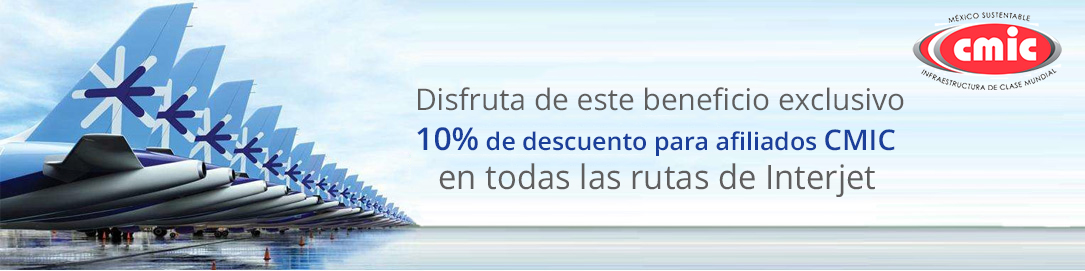 MÉXICO SUSTENTABLE
cmic
INFRAESTRUCTURA DE CLASE MUNDIAL
Disfruta de este beneficio exclusivo
10% de descuento para afiliados CMIC
en todas las rutas de Interjet